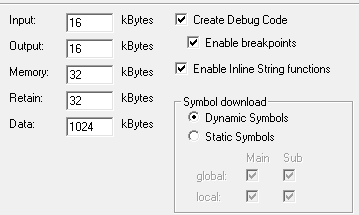 Input: 16 kBytes
Output: 16 kBytes
Memory: 32 kBytes
Retain: 32 kBytes
Data: 1024 kBytes
Create Debug Code
Enable breakpoints
Enable Inline String functions
Symbol download
Dynamic Symbols
Static Symbols
Main Sub
global:
local: